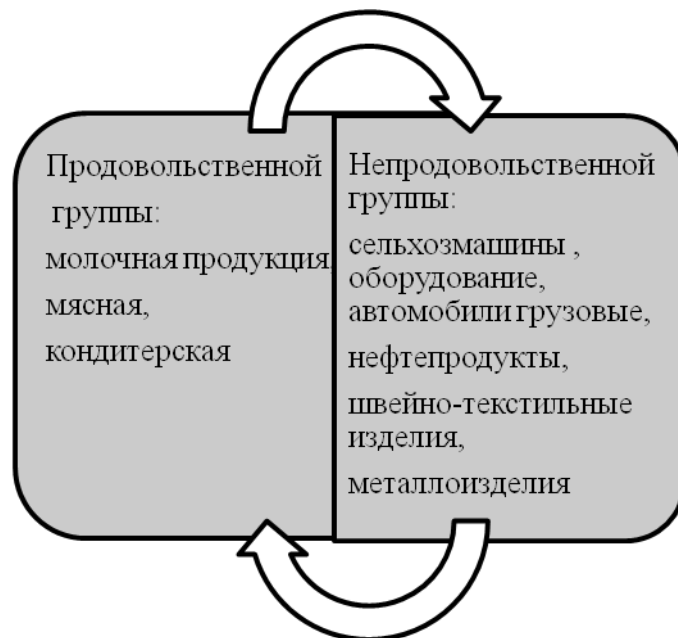 Продовольственной
группы:
молочная продукция,
мясная,
кондитерская
Непродовольственной
группы:
сельхозмашины ,
оборудование,
автомобили грузовые,
нефтепродукты,
швейно-текстильные
изделия,
металлоизделия